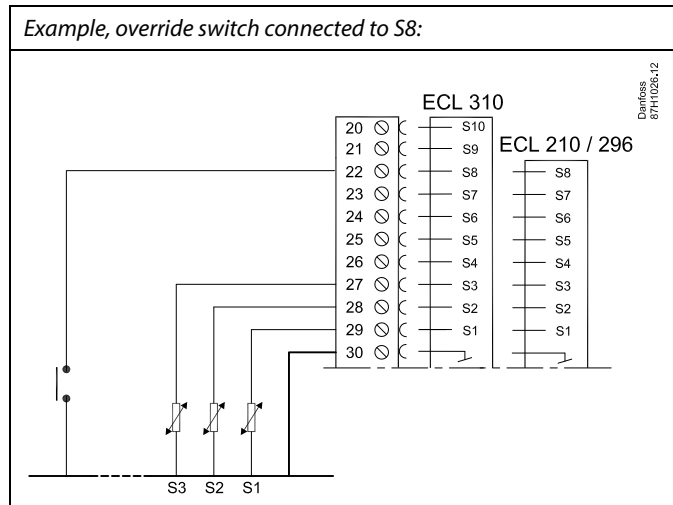 Example, override switch connected to S8:
Danfoss
87H1026.12
ECL 310
ECL 210 / 296
20 S10
21 S9
22 S8 S8
23 S7 S7
24 S6 S6
25 S5 S5
26 S4 S4
27 S3 S3
28 S2 S2
29 S1 S1
30
S3 S2 S1